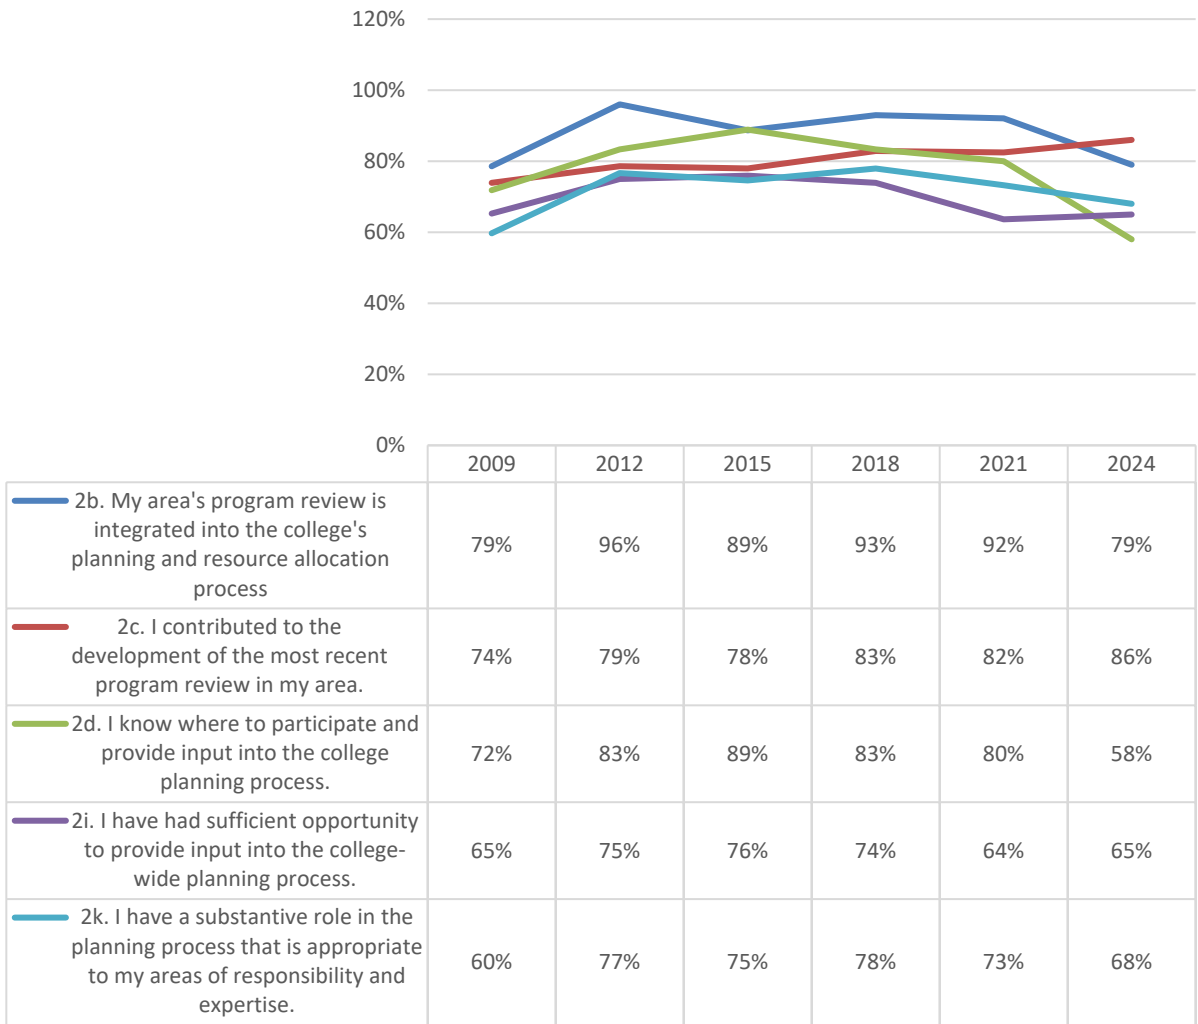 120%
100%
80%
60%
40%
20%
0%
2009 2012 2015 2018 2021 2024
2b. My area's program review is
integrated into the college's
planning and resource allocation
process
79% 96% 89% 93% 92% 79%
2c. I contributed to the
development of the most recent
program review in my area.
74% 79% 78% 83% 82% 86%
2d. I know where to participate and
provide input into the college
planning process.
72% 83% 89% 83% 80% 58%
2i. I have had sufficient opportunity
to provide input into the college-
wide planning process.
65% 75% 76% 74% 64% 65%
2k. I have a substantive role in the
planning process that is appropriate
to my areas of responsibility and
expertise.
60% 77% 75% 78% 73% 68%